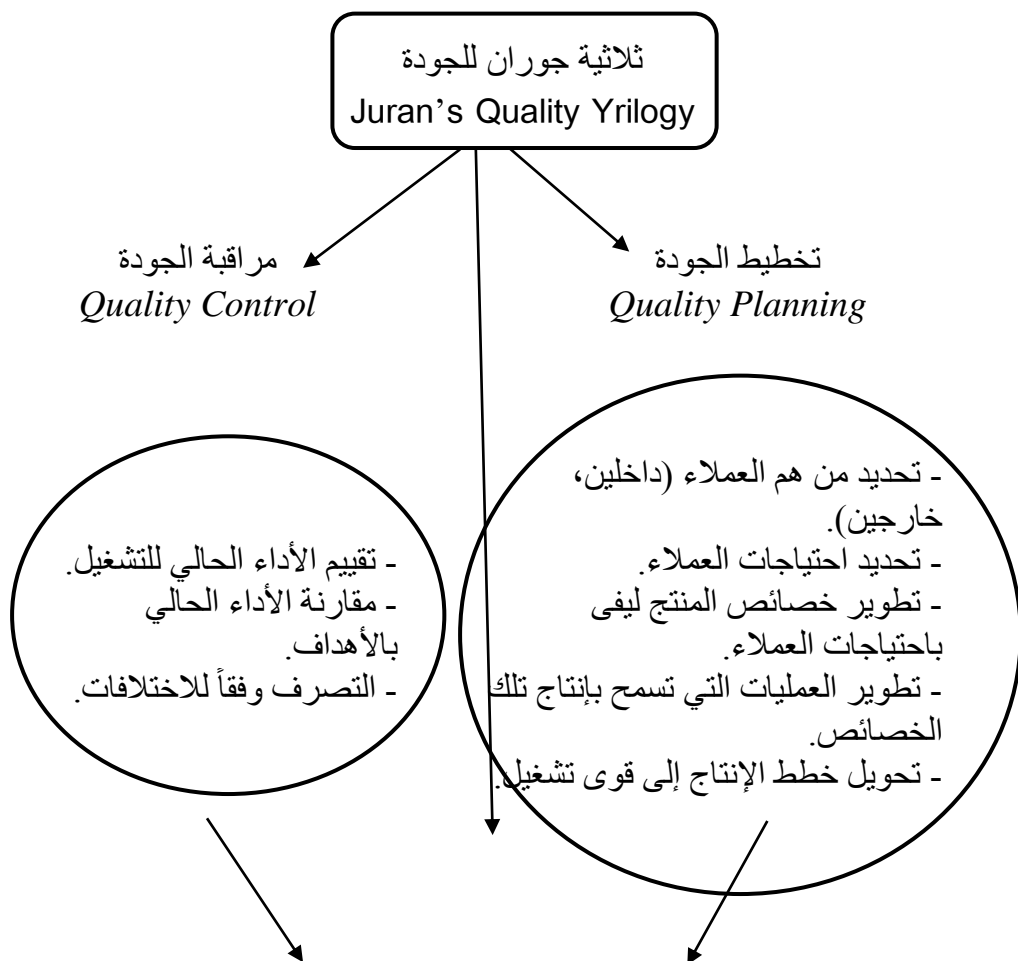 ثلاثية جوران للجودة
Juran’s Quality Yrilogy
تخطيط الجودة
Quality Planning
مراقبة الجودة
Quality Control
- تحديد من هم العملاء (داخلين،
خارجين).
- تحديد احتياجات العملاء.
- تطوير خصائص المنتج ليفى
باحتياجات العملاء.
- تطوير العمليات التي تسمح بإنتاج تلك
الخصائص.
- تحويل خطط الإنتاج إلى قوى تشغيل.
- تقييم الأداء الحالي للتشغيل.
- مقارنة الأداء الحالي
بالأهداف.
- التصرف وفقاً للاختلافات.